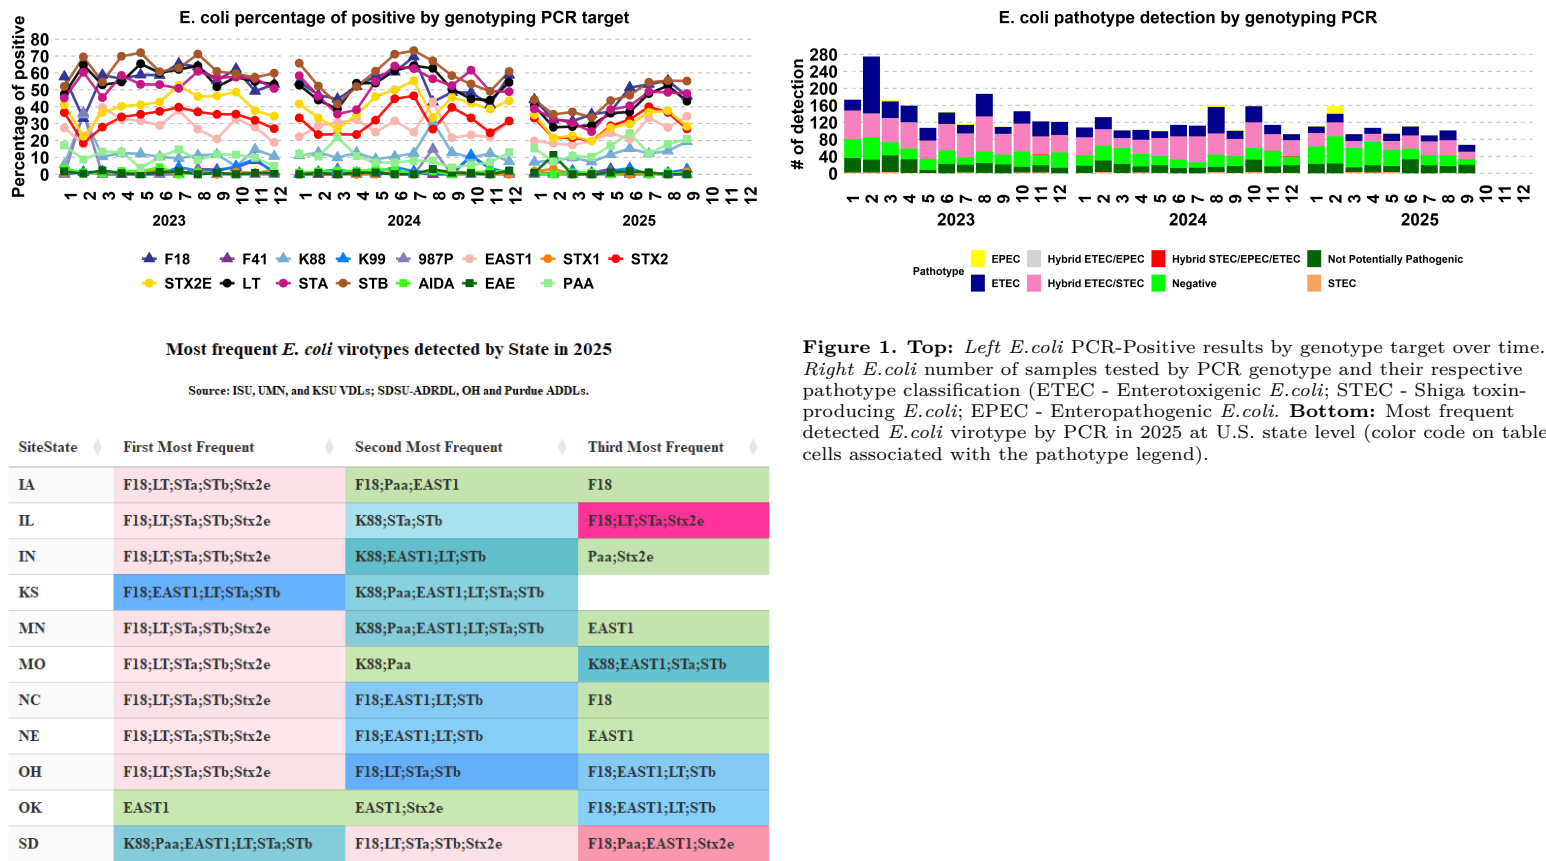 E. coli percentage of positive by genotyping PCR target
Percentage of positive
80
70
60
50
40
30
20
10
0
1 2 3 4 5 6 7 8 9 10 11 12 1 2 3 4 5 6 7 8 9 10 11 12 1 2 3 4 5 6 7 8 9 10 11 12
2023 2024 2025
F18 F41 K88 K99 987P EAST1 STX1 STX2
STX2E LT STA STB AIDA EAE PAA
E. coli pathotype detection by genotyping PCR
# of detection
280
240
200
160
120
80
40
0
1 2 3 4 5 6 7 8 9 10 11 12 1 2 3 4 5 6 7 8 9 10 11 12 1 2 3 4 5 6 7 8 9 10 11 12
2023 2024 2025
Pathotype
EPEC Hybrid ETEC/EPEC Hybrid STEC/EPEC/ETEC Not Potentially Pathogenic
ETEC Hybrid ETEC/STEC Negative STEC
Most frequent E. coli virotypes detected by State in 2025
Source: ISU, UMN, and KSU VDLs; SDSU-ADRDL, OH and Purdue ADDLs.
SiteState First Most Frequent Second Most Frequent Third Most Frequent
IA F18;LT;STa;STb;Stx2e F18;Paa;EAST1 F18
IL F18;LT;STa;STb;Stx2e K88;STa;STb F18;LT;STa;Stx2e
IN F18;LT;STa;STb;Stx2e K88;EAST1;LT;STb Paa;Stx2e
KS F18;EAST1;LT;STa;STb K88;Paa;EAST1;LT;STa;STb
MN F18;LT;STa;STb;Stx2e K88;Paa;EAST1;LT;STa;STb EAST1
MO F18;LT;STa;STb;Stx2e K88;Paa K88;EAST1;STa;STb
NC F18;LT;STa;STb;Stx2e F18;EAST1;LT;STb F18
NE F18;LT;STa;STb;Stx2e F18;EAST1;LT;STb EAST1
OH F18;LT;STa;STb;Stx2e F18;LT;STa;STb F18;EAST1;LT;STb
OK EAST1 EAST1;Stx2e F18;EAST1;LT;STb
SD K88;Paa;EAST1;LT;STa;STb F18;LT;STa;STb;Stx2e F18;Paa;EAST1;Stx2e
Figure 1. Top: Left E.coli PCR-Positive results by genotype target over time.
Right E.coli number of samples tested by PCR genotype and their respective
pathotype classification (ETEC - Enterotoxigenic E.coli; STEC - Shiga toxin-
producing E.coli; EPEC - Enteropathogenic E.coli. Bottom: Most frequent
detected E.coli virotype by PCR in 2025 at U.S. state level (color code on table
cells associated with the pathotype legend).